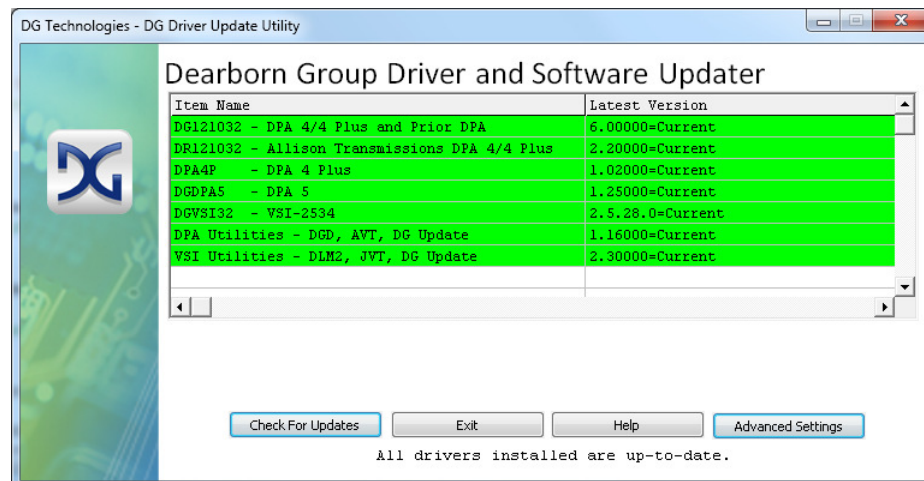 DG Technologies - DG Driver Update Utility
Dearborn Group Driver and Software Updater
Item Name Latest Version
DG121032 - DPA 4/4 Plus and Prior DPA 6.00000=Current
DR121032 - Allison Transmissions DPA 4/4 Plus 2.20000=Current
DPA4P - DPA 4 Plus 1.02000=Current
DGDPA5 - DPA 5 1.25000=Current
DGVSI32 - VSI-2534 2.5.28.0=Current
DPA Utilities - DGD, AVT, DG Update 1.16000=Current
VSI Utilities - DLM2, JVT, DG Update 2.30000=Current
DG
Check For Updates Exit Help Advanced Settings
All drivers installed are up-to-date.